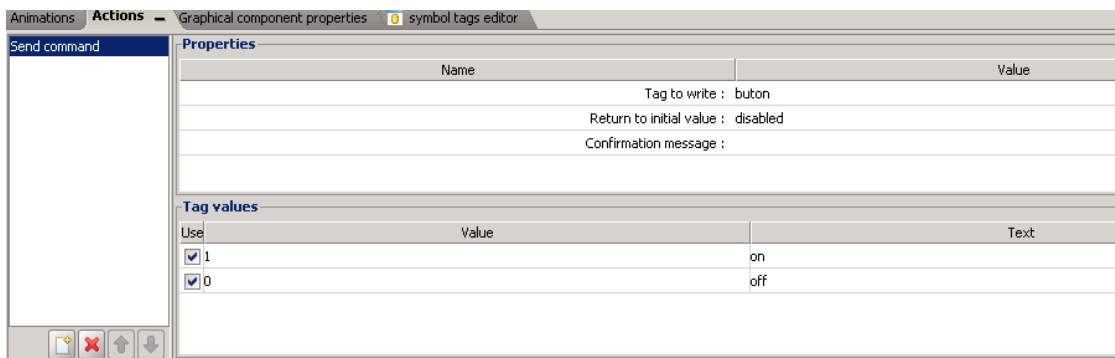 Animations Actions Graphical component properties symbol tags editor
Send command
Properties
Name Value
Tag to write : buton
Return to initial value : disabled
Confirmation message :
Tag values
Use Value Text
1 on
0 off